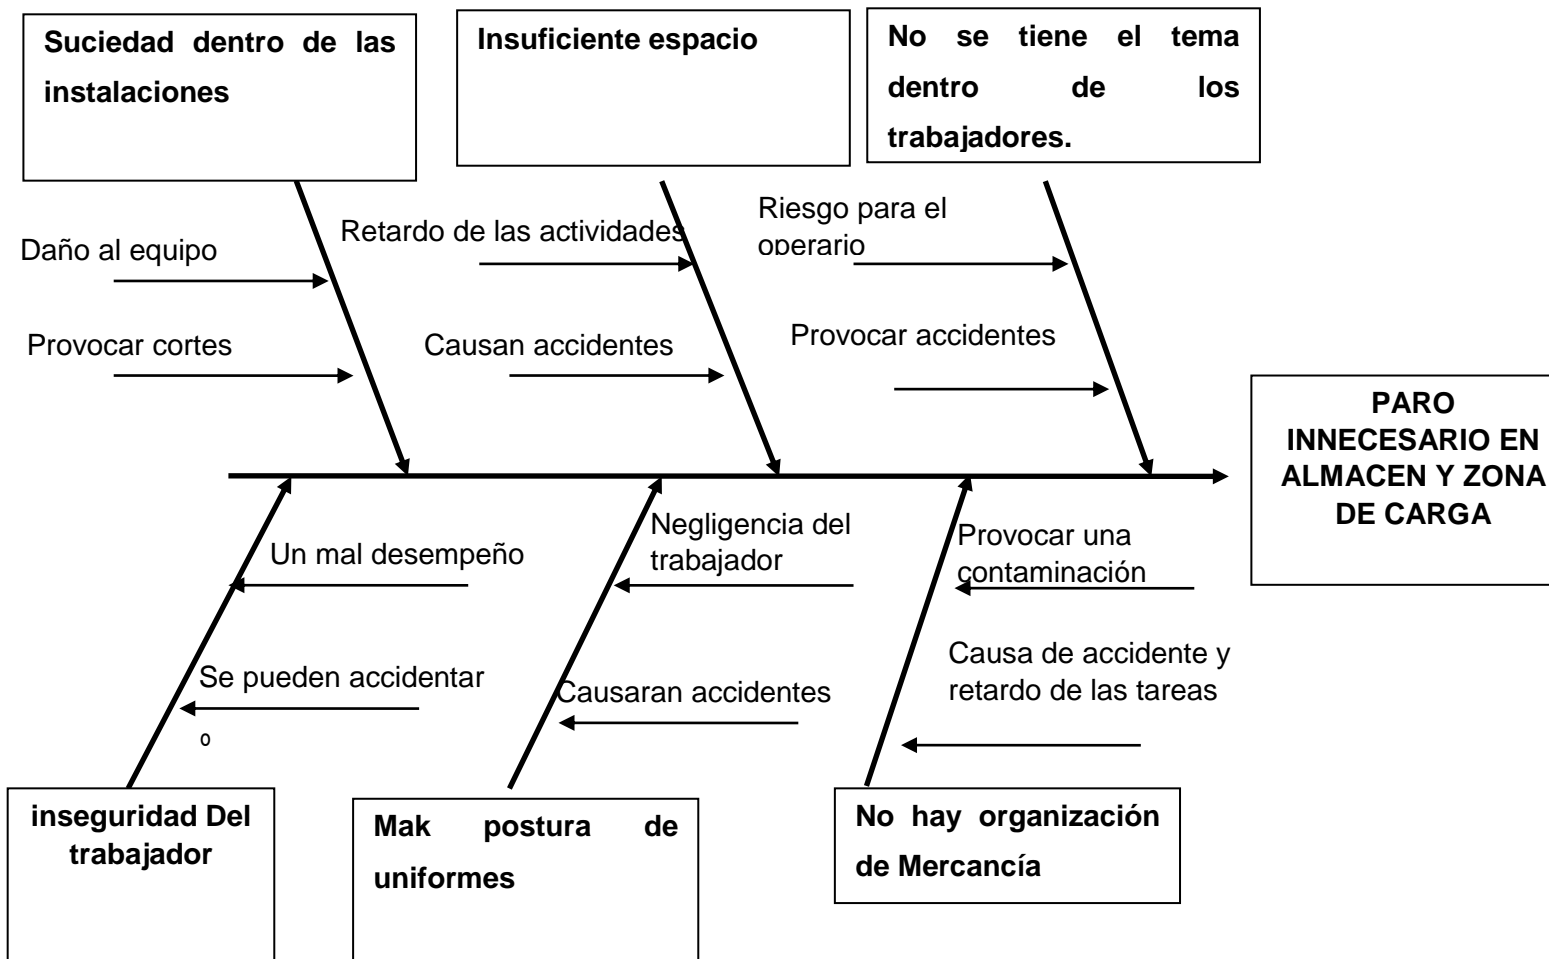 Suciedad dentro de las
instalaciones
Insuficiente espacio
No se tiene el tema
dentro de los
trabajadores.
Daño al equipo
Retardo de las actividades
Riesgo para el
operario
Provocar cortes
Causan accidentes
Provocar accidentes
PARO
INNECESARIO EN
ALMACEN Y ZONA
DE CARGA
Un mal desempeño
Negligencia del
trabajador
Provocar una
contaminación
Se pueden accidentar
o
Causaran accidentes
Causa de accidente y
retardo de las tareas
inseguridad Del
trabajador
Mak postura de
uniformes
No hay organización
de Mercancía